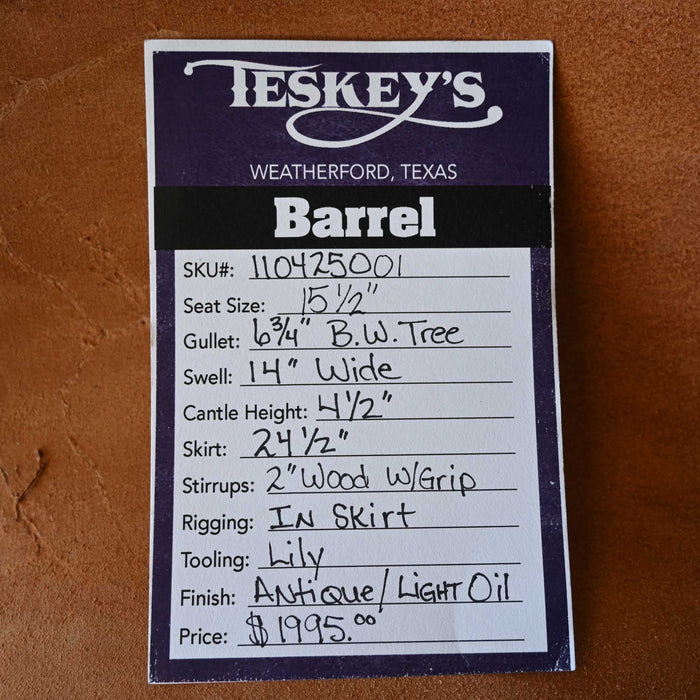 TESKEY'S
WEATHERFORD, TEXAS
Barrel
SKU#: 110425001
Seat Size: 15 1/2"
Gullet: 6 3/4" B.W. Tree
Swell: 14" Wide
Cantle Height: 4 1/2"
Skirt: 24 1/2"
Stirrups: 2" Wood W/Grip
Rigging: IN Skirt
Tooling: Lily
Finish: ANtique/LIGHT Oil
Price: $1995.00